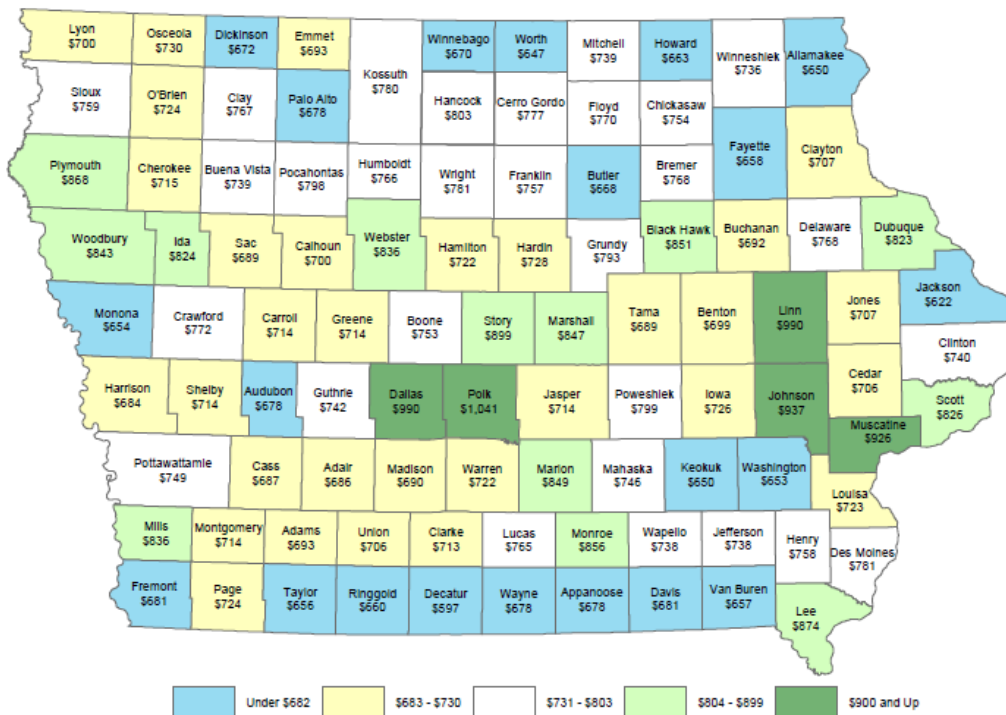 Lyon
$700
Osceola
$730
Dickinson
$672
Emmet
$693
Kossuth
$780
Winnebago
$670
Worth
$647
Mitchell
$739
Howard
$663
Winneshiek
$736
Allamakee
$650
Sioux
$759
O'Brien
$724
Clay
$767
Palo Alto
$678
Hancock
$803
Cerro Gordo
$777
Floyd
$770
Chickasaw
$754
Fayette
$658
Clayton
$707
Plymouth
$868
Cherokee
$715
Buena Vista
$739
Pocahontas
$798
Humboldt
$766
Wright
$781
Franklin
$757
Butler
$668
Bremer
$768
Woodbury
$843
Ida
$824
Sac
$689
Calhoun
$700
Webster
$836
Hamilton
$722
Hardin
$728
Grundy
$793
Black Hawk
$851
Buchanan
$692
Delaware
$768
Dubuque
$823
Monona
$654
Crawford
$772
Carroll
$714
Greene
$714
Boone
$753
Story
$899
Marshall
$847
Tama
$689
Benton
$699
Linn
$990
Jones
$707
Jackson
$622
Clinton
$740
Harrison
$684
Shelby
$714
Audubon
$678
Guthrie
$742
Dallas
$990
Polk
$1,041
Jasper
$714
Poweshiek
$799
Iowa
$726
Johnson
$937
Cedar
$706
Scott
$826
Muscatine
$926
Pottawattamie
$749
Cass
$687
Adair
$686
Madison
$690
Warren
$722
Marion
$849
Mahaska
$746
Keokuk
$650
Washington
$653
Louisa
$723
Mills
$836
Montgomery
$714
Adams
$693
Union
$706
Clarke
$713
Lucas
$765
Monroe
$856
Wapello
$738
Jefferson
$738
Henry
$758
Des Moines
$781
Fremont
$681
Page
$724
Taylor
$656
Ringgold
$660
Decatur
$597
Wayne
$678
Appanoose
$678
Davis
$681
Van Buren
$657
Lee
$874
Under $682
$683 - $730
$731 - $803
$804 - $899
$900 and Up